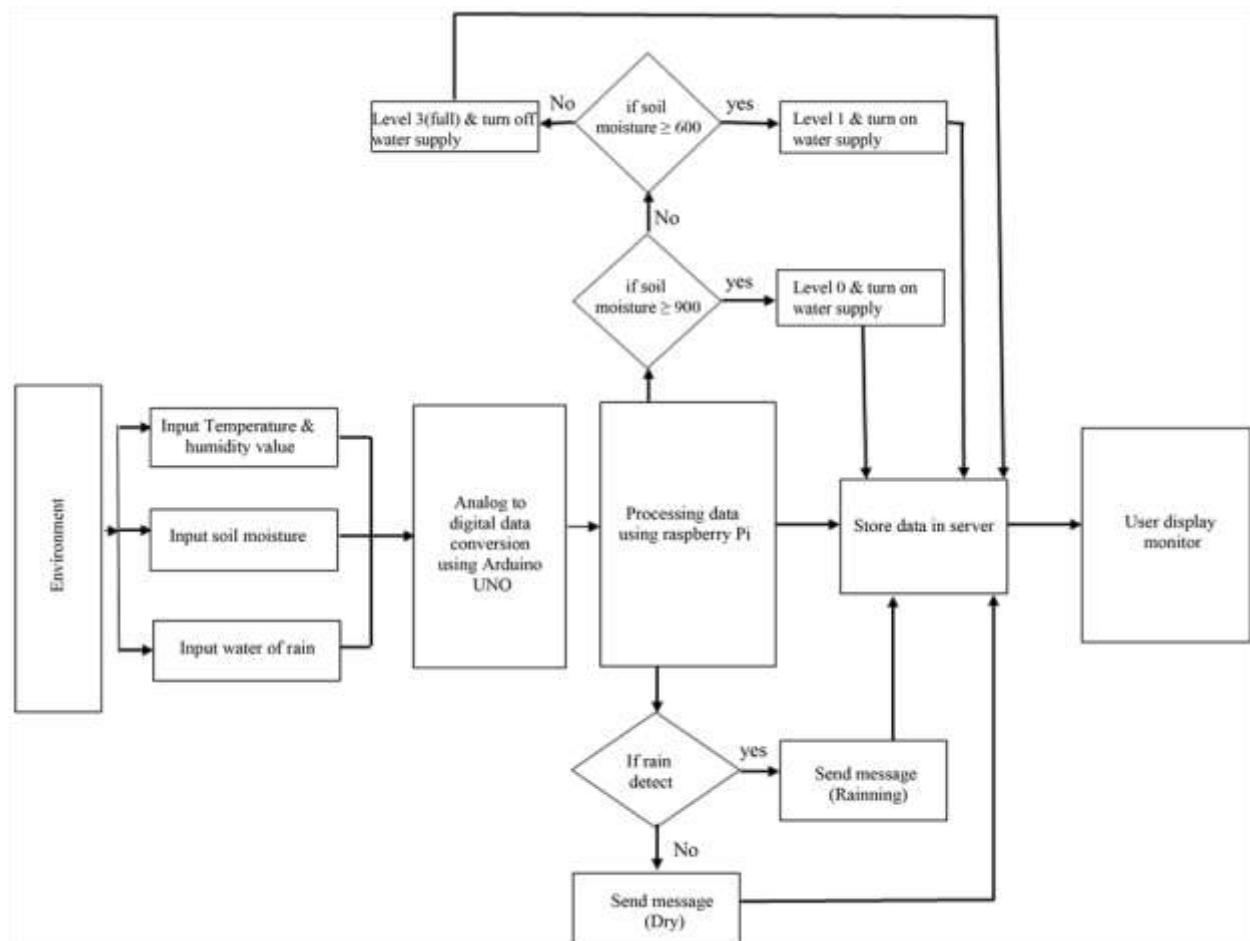 No
if soil
moisture ≥ 600
yes
Level 3(full) & turn off
water supply
Level 1 & turn on
water supply
No
if soil
moisture ≥ 900
yes
Level 0 & turn on
water supply
Environment
Input Temperature &
humidity value
Input soil moisture
Input water of rain
Analog to
digital data
conversion
using Arduino
UNO
Processing data
using raspberry Pi
Store data in server
User display
monitor
If rain
detect
yes
Send message
(Rainning)
No
Send message
(Dry)